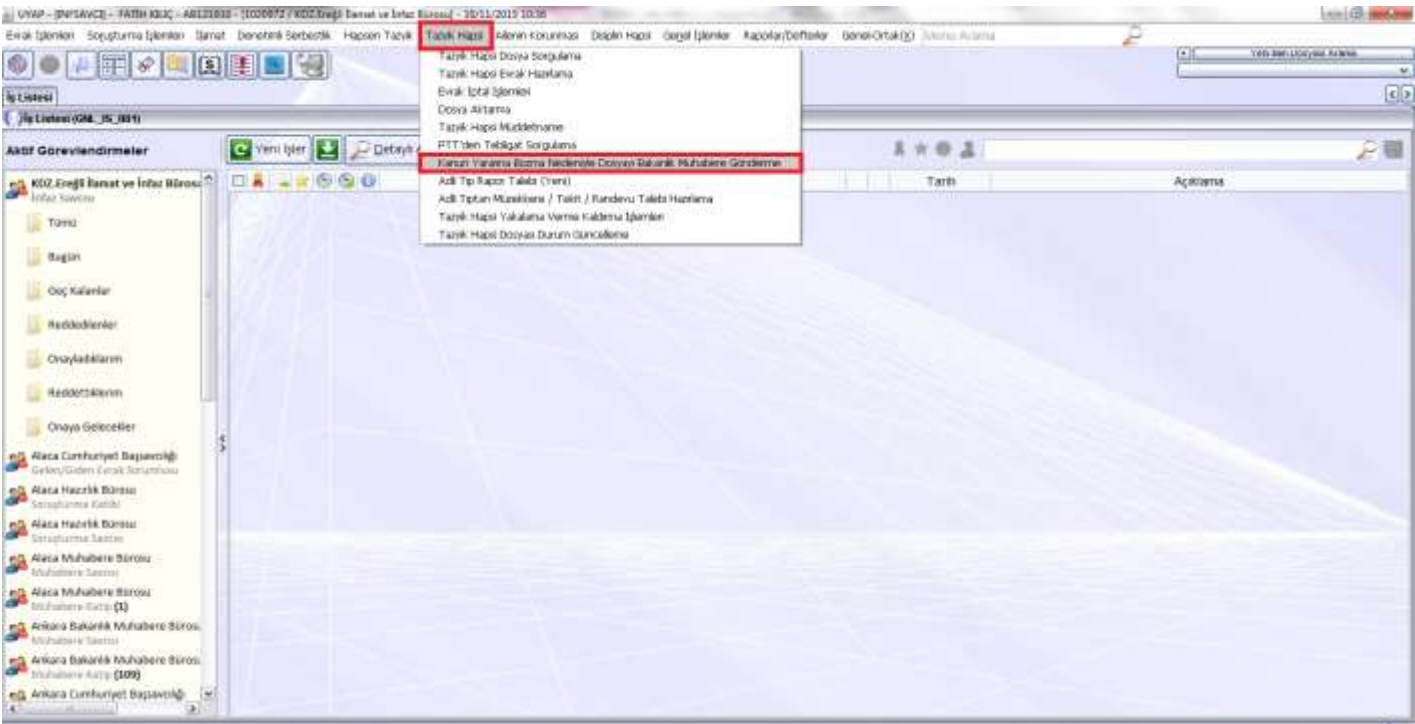 UYAP - [INFSAVCI] - FATİH KILIÇ - AB121010 - [1020072 / KDZ.Ereğli İlamat ve İnfaz Bürosu] - 10/11/2015 10:36
Evrak İşlemleri Soruşturma İşlemleri İlamat Denetimli Serbestlik Hapsen Tazyik Tazyik Hapsi Ailenin Korunması Disiplin Hapsi Genel İşlemler Raporlar/Defterler Genel-Ortak(X) Menü Arama
İş Listesi
İş Listesi (GNL_IS_001)
Aktif Görevlendirmeler
Yeni İşler
Detaylı
Tazyik Hapsi Dosya Sorgulama
Tazyik Hapsi Evrak Hazırlama
Evrak İptal İşlemleri
Dosya Aktarma
Tazyik Hapsi Müddetname
PTT'den Tebligat Sorgulama
Kanun Yararına Bozma Nedeniyle Dosyayı Bakanlık Muhabere Gönderme
Adli Tıp Rapor Talebi (Yeni)
Adli Tıptan Müzekkere / Tekit / Randevu Talebi Hazırlama
Tazyik Hapsi Yakalama Verme Kaldırma İşlemleri
Tazyik Hapsi Dosyası Durum Güncelleme
Tarih Açıklama
KDZ.Ereğli İlamat ve İnfaz Bürosu
İnfaz Savcısı
Tümü
Bugün
Geç Kalanlar
Reddedilenler
Onayladıklarım
Reddettiklerim
Onaya Gelecekler
Alaca Cumhuriyet Başsavcılığı
Gelen/Giden Evrak Sorumlusu
Alaca Hazırlık Bürosu
Soruşturma Katibi
Alaca Hazırlık Bürosu
Soruşturma Savcısı
Alaca Muhabere Bürosu
Muhabere Savcısı
Alaca Muhabere Bürosu
Muhabere Katip (1)
Ankara Bakanlık Muhabere Bürosu
Muhabere Savcısı
Ankara Bakanlık Muhabere Bürosu
Muhabere Katip (109)
Ankara Cumhuriyet Başsavcılığı